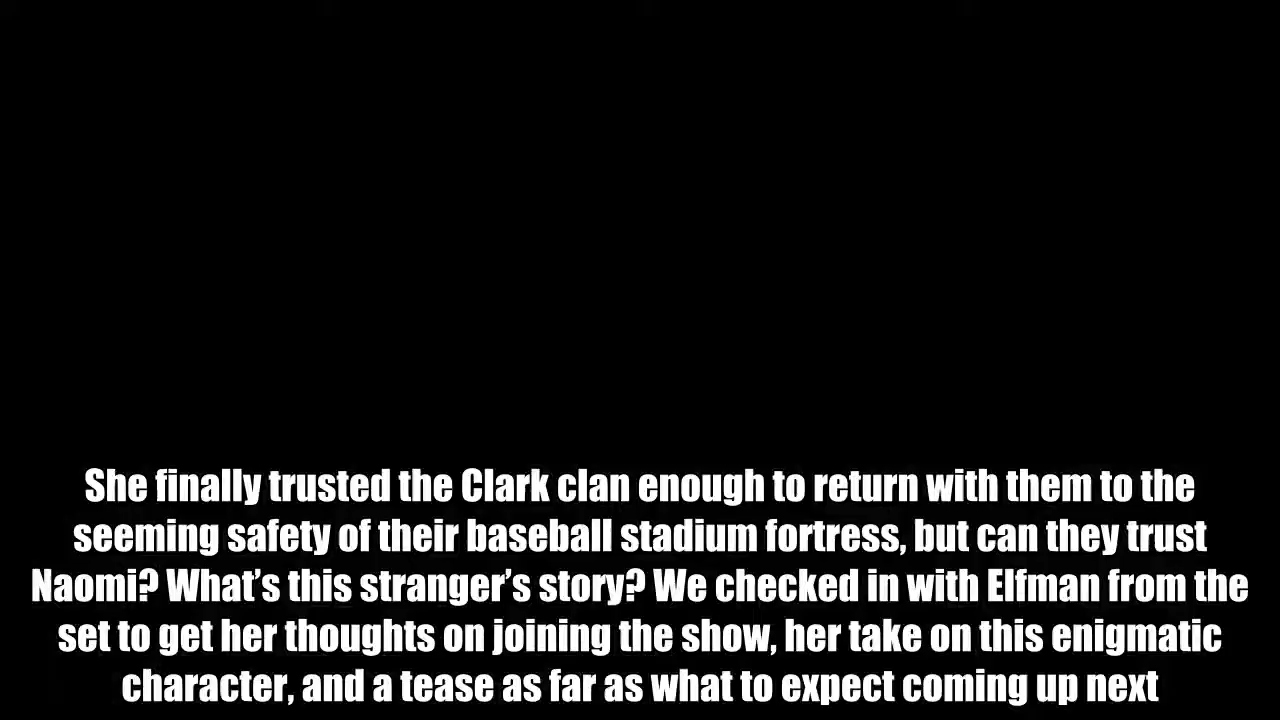 She finally trusted the Clark clan enough to return with them to the
seeming safety of their baseball stadium fortress, but can they trust
Naomi? What’s this stranger’s story? We checked in with Elfman from the
set to get her thoughts on joining the show, her take on this enigmatic
character, and a tease as far as what to expect coming up next